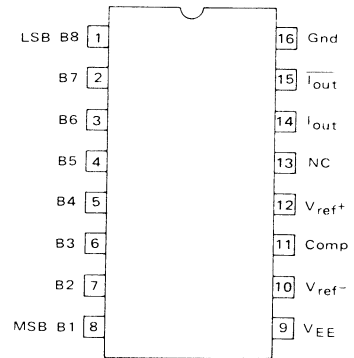 LSB B8 1 16 Gnd
B7 2 15 I̅o̅u̅t̅
B6 3 14 Iout
B5 4 13 NC
B4 5 12 Vref+
B3 6 11 Comp
B2 7 10 Vref-
MSB B1 8 9 VEE